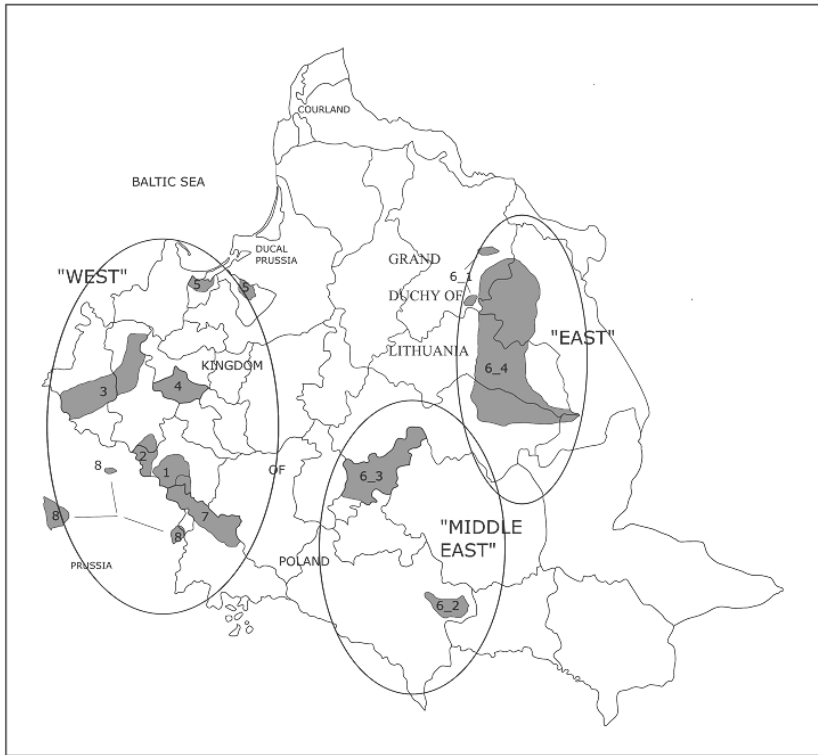 COURLAND
BALTIC SEA
DUCAL
PRUSSIA
GRAND
"WEST"
6_1
5
5
DUCHY OF
"EAST"
LITHUANIA
KINGDOM
6_4
4
3
2
8
1
OF
6_3
8
7
"MIDDLE
EAST"
8
POLAND
PRUSSIA
6_2